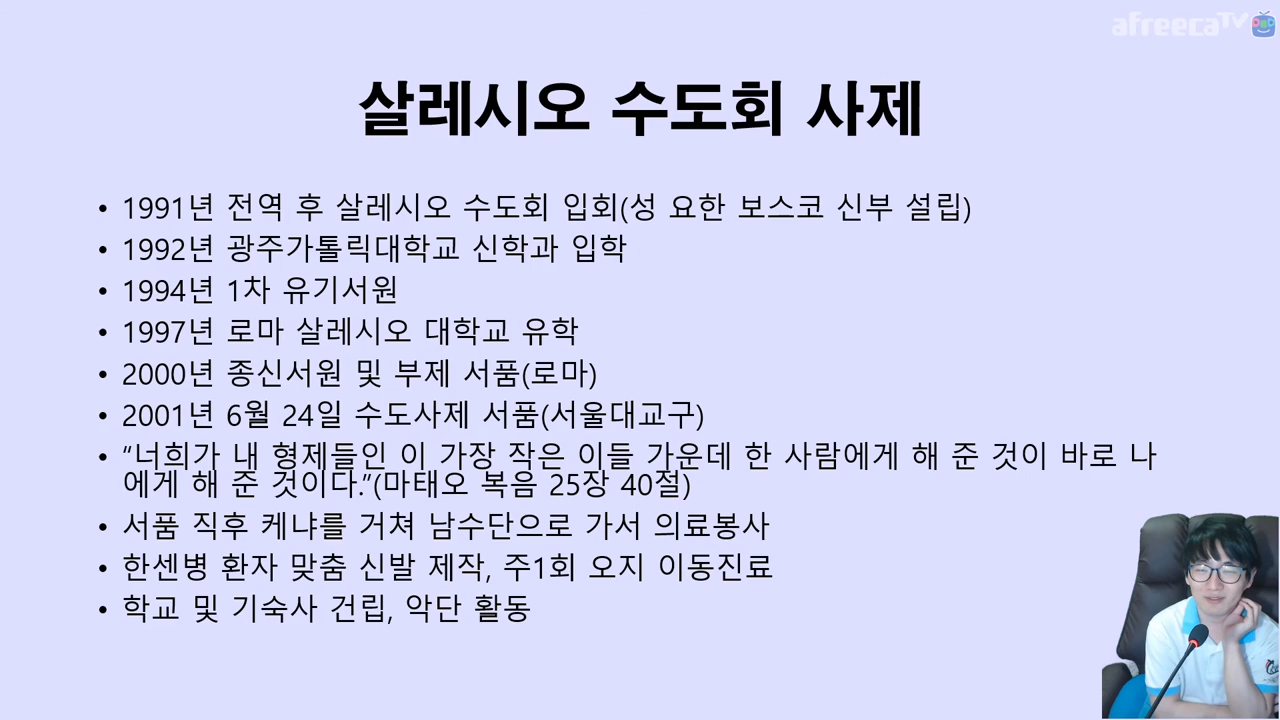 afreecaTV
살레시오 수도회 사제
• 1991년 전역 후 살레시오 수도회 입회(성 요한 보스코 신부 설립)
• 1992년 광주가톨릭대학교 신학과 입학
• 1994년 1차 유기서원
• 1997년 로마 살레시오 대학교 유학
• 2000년 종신서원 및 부제 서품(로마)
• 2001년 6월 24일 수도사제 서품(서울대교구)
• “너희가 내 형제들인 이 가장 작은 이들 가운데 한 사람에게 해 준 것이 바로 나
에게 해 준 것이다.”(마태오 복음 25장 40절)
• 서품 직후 케냐를 거쳐 남수단으로 가서 의료봉사
• 한센병 환자 맞춤 신발 제작, 주1회 오지 이동진료
• 학교 및 기숙사 건립, 악단 활동